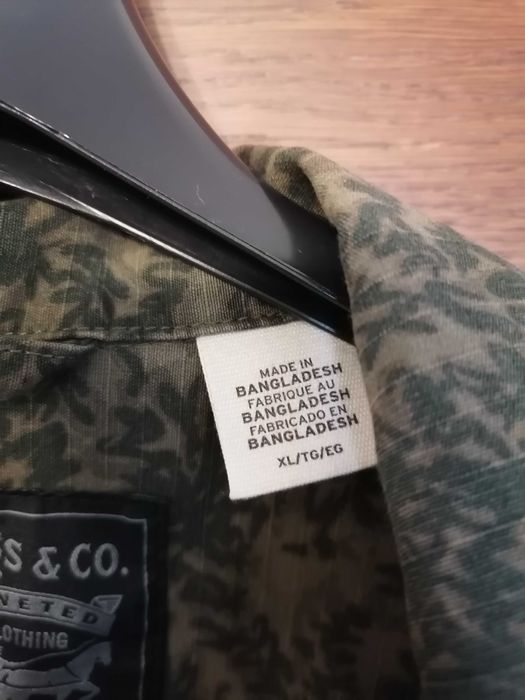 MADE IN
BANGLADESH
FABRIQUE AU
BANGLADESH
FABRICADO EN
BANGLADESH
XL/TG/EG
& CO.
CLOTHING